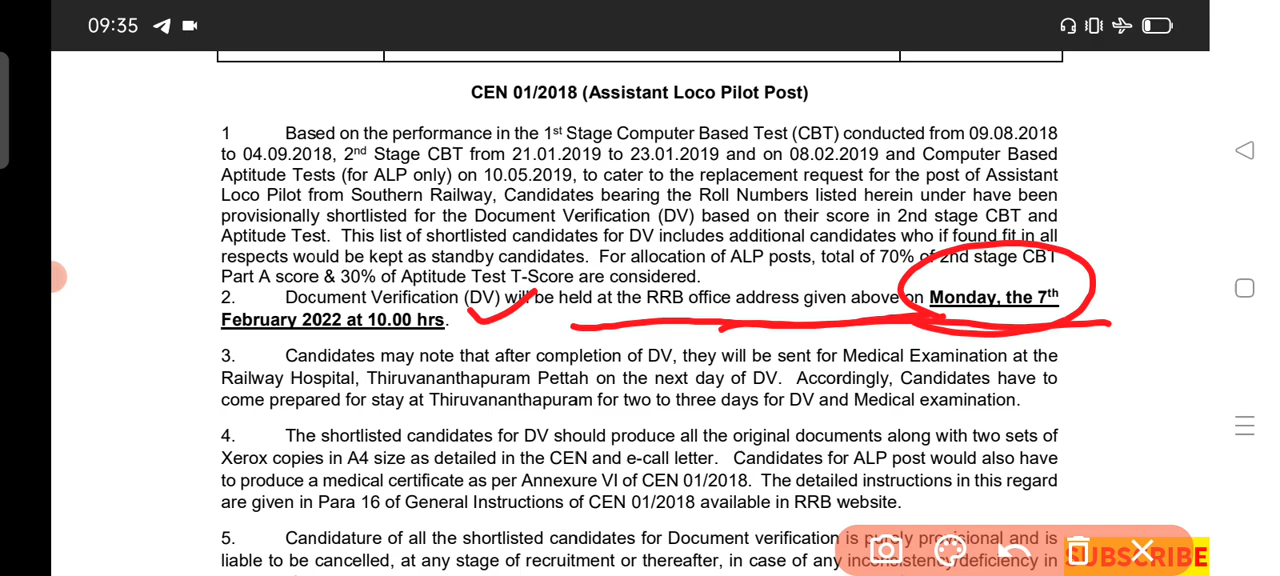 09:35
CEN 01/2018 (Assistant Loco Pilot Post)
1 Based on the performance in the 1st Stage Computer Based Test (CBT) conducted from 09.08.2018
to 04.09.2018, 2nd Stage CBT from 21.01.2019 to 23.01.2019 and on 08.02.2019 and Computer Based
Aptitude Tests (for ALP only) on 10.05.2019, to cater to the replacement request for the post of Assistant
Loco Pilot from Southern Railway, Candidates bearing the Roll Numbers listed herein under have been
provisionally shortlisted for the Document Verification (DV) based on their score in 2nd stage CBT and
Aptitude Test. This list of shortlisted candidates for DV includes additional candidates who if found fit in all
respects would be kept as standby candidates. For allocation of ALP posts, total of 70% of 2nd stage CBT
Part A score & 30% of Aptitude Test T-Score are considered.
2. Document Verification (DV) will be held at the RRB office address given above on Monday, the 7th
February 2022 at 10.00 hrs.
3. Candidates may note that after completion of DV, they will be sent for Medical Examination at the
Railway Hospital, Thiruvananthapuram Pettah on the next day of DV. Accordingly, Candidates have to
come prepared for stay at Thiruvananthapuram for two to three days for DV and Medical examination.
4. The shortlisted candidates for DV should produce all the original documents along with two sets of
Xerox copies in A4 size as detailed in the CEN and e-call letter. Candidates for ALP post would also have
to produce a medical certificate as per Annexure VI of CEN 01/2018. The detailed instructions in this regard
are given in Para 16 of General Instructions of CEN 01/2018 available in RRB website.
5. Candidature of all the shortlisted candidates for Document verification is purely provisional and is
liable to be cancelled, at any stage of recruitment or thereafter, in case of any inconsistency/deficiency in
SUBSCRIBE